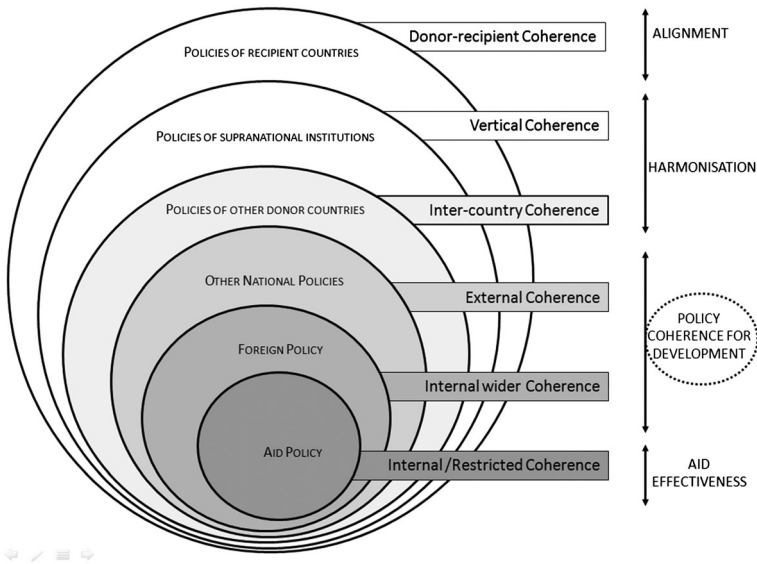 POLICIES OF RECIPIENT COUNTRIES
Donor-recipient Coherence
ALIGNMENT
POLICIES OF SUPRANATIONAL INSTITUTIONS
Vertical Coherence
HARMONISATION
POLICIES OF OTHER DONOR COUNTRIES
Inter-country Coherence
OTHER NATIONAL POLICIES
External Coherence
POLICY
COHERENCE FOR
DEVELOPMENT
FOREIGN POLICY
Internal wider Coherence
AID POLICY
Internal /Restricted Coherence
AID
EFFECTIVENESS